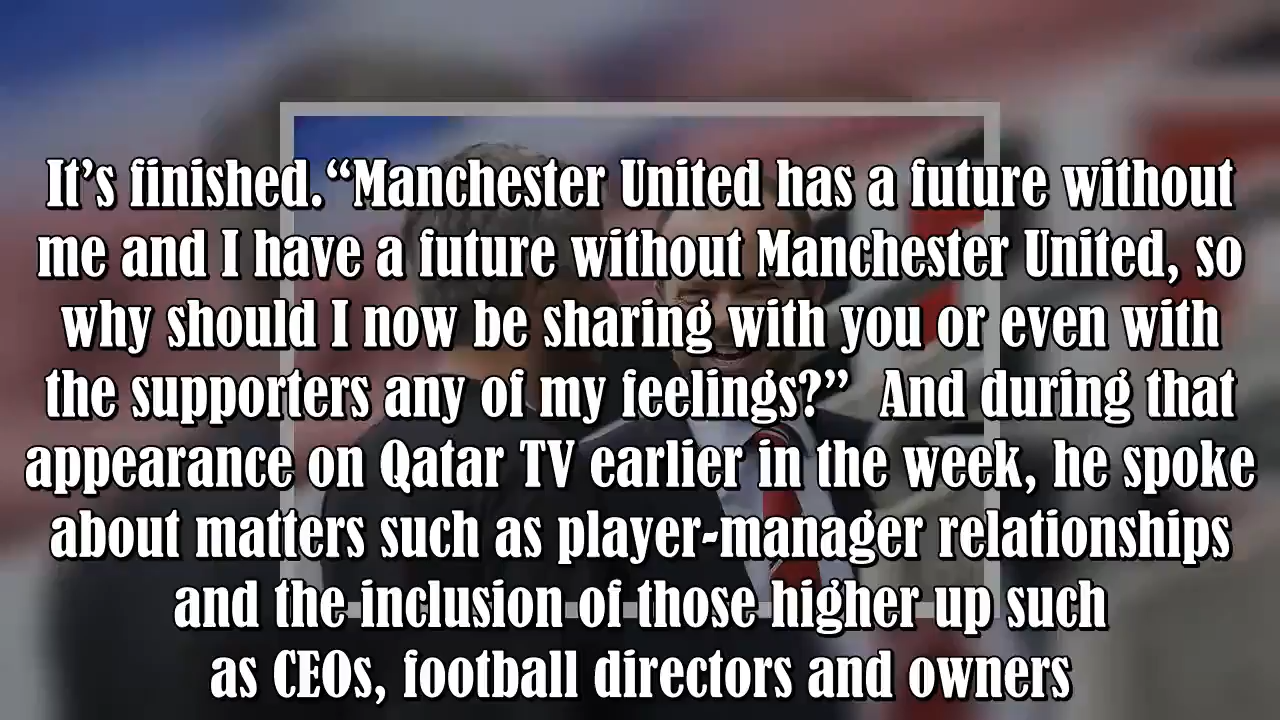 It’s finished.“Manchester United has a future without
me and I have a future without Manchester United, so
why should I now be sharing with you or even with
the supporters any of my feelings?” And during that
appearance on Qatar TV earlier in the week, he spoke
about matters such as player-manager relationships
and the inclusion of those higher up such
as CEOs, football directors and owners